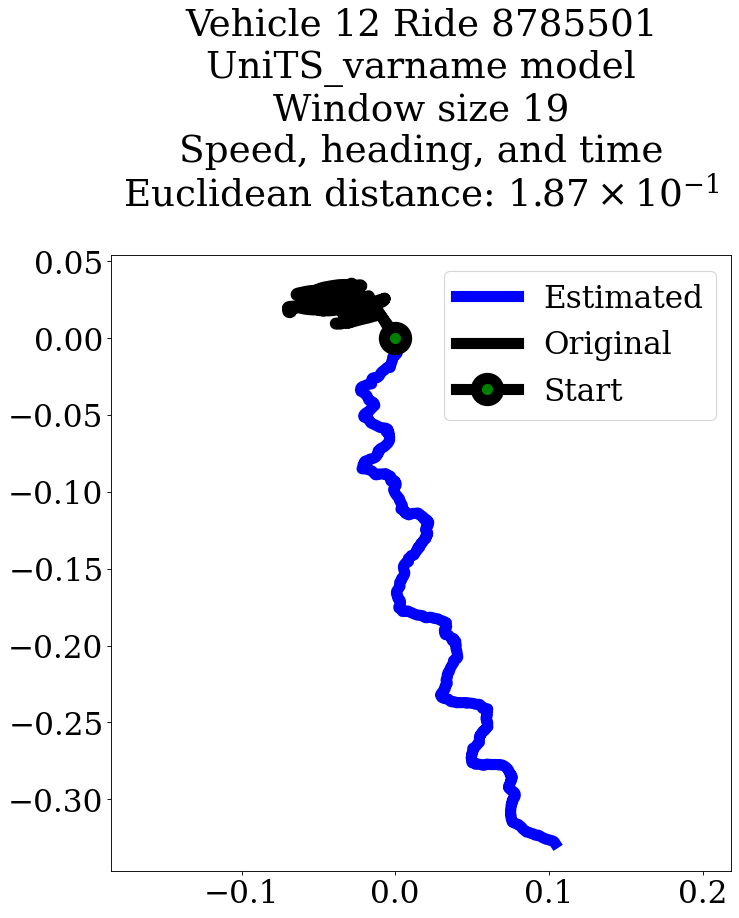 Vehicle 12 Ride 8785501
UniTS_varname model
Window size 19
Speed, heading, and time
Euclidean distance: 1.87 × 10⁻¹
0.05
0.00
−0.05
−0.10
−0.15
−0.20
−0.25
−0.30
Estimated
Original
Start
−0.1
0.0
0.1
0.2